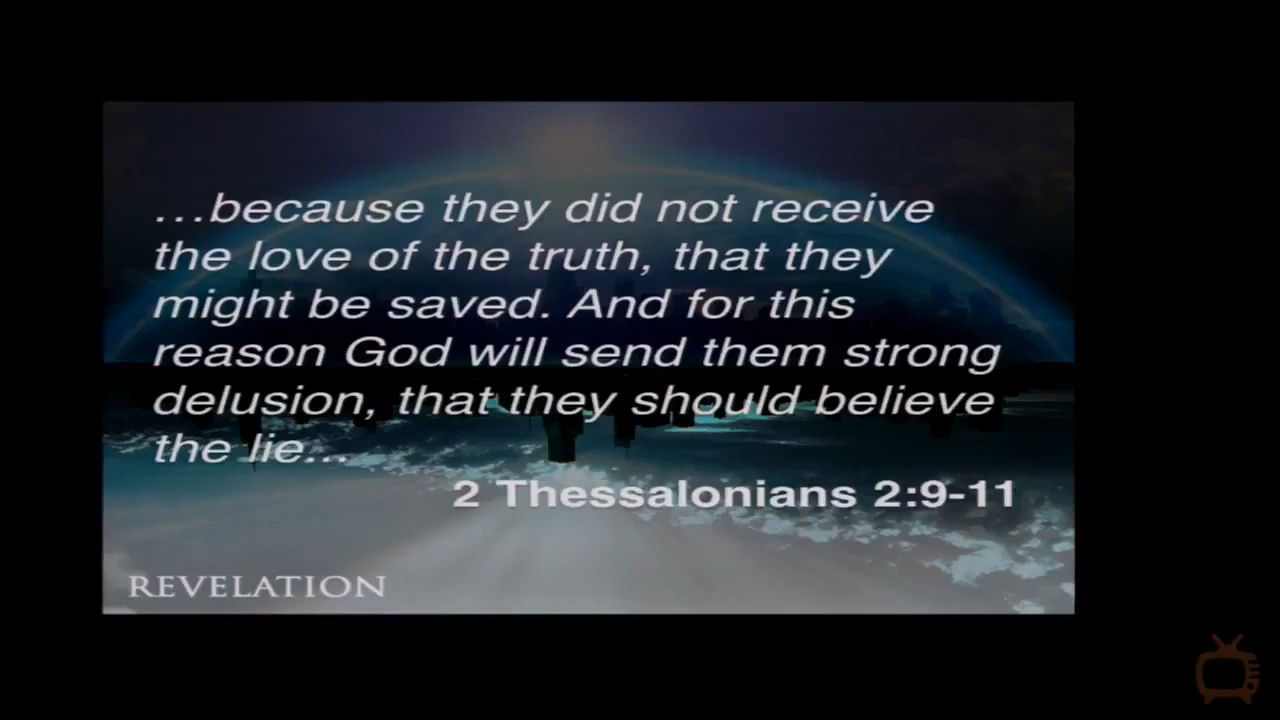 …because they did not receive
the love of the truth, that they
might be saved. And for this
reason God will send them strong
delusion, that they should believe
the lie…
2 Thessalonians 2:9-11
REVELATION